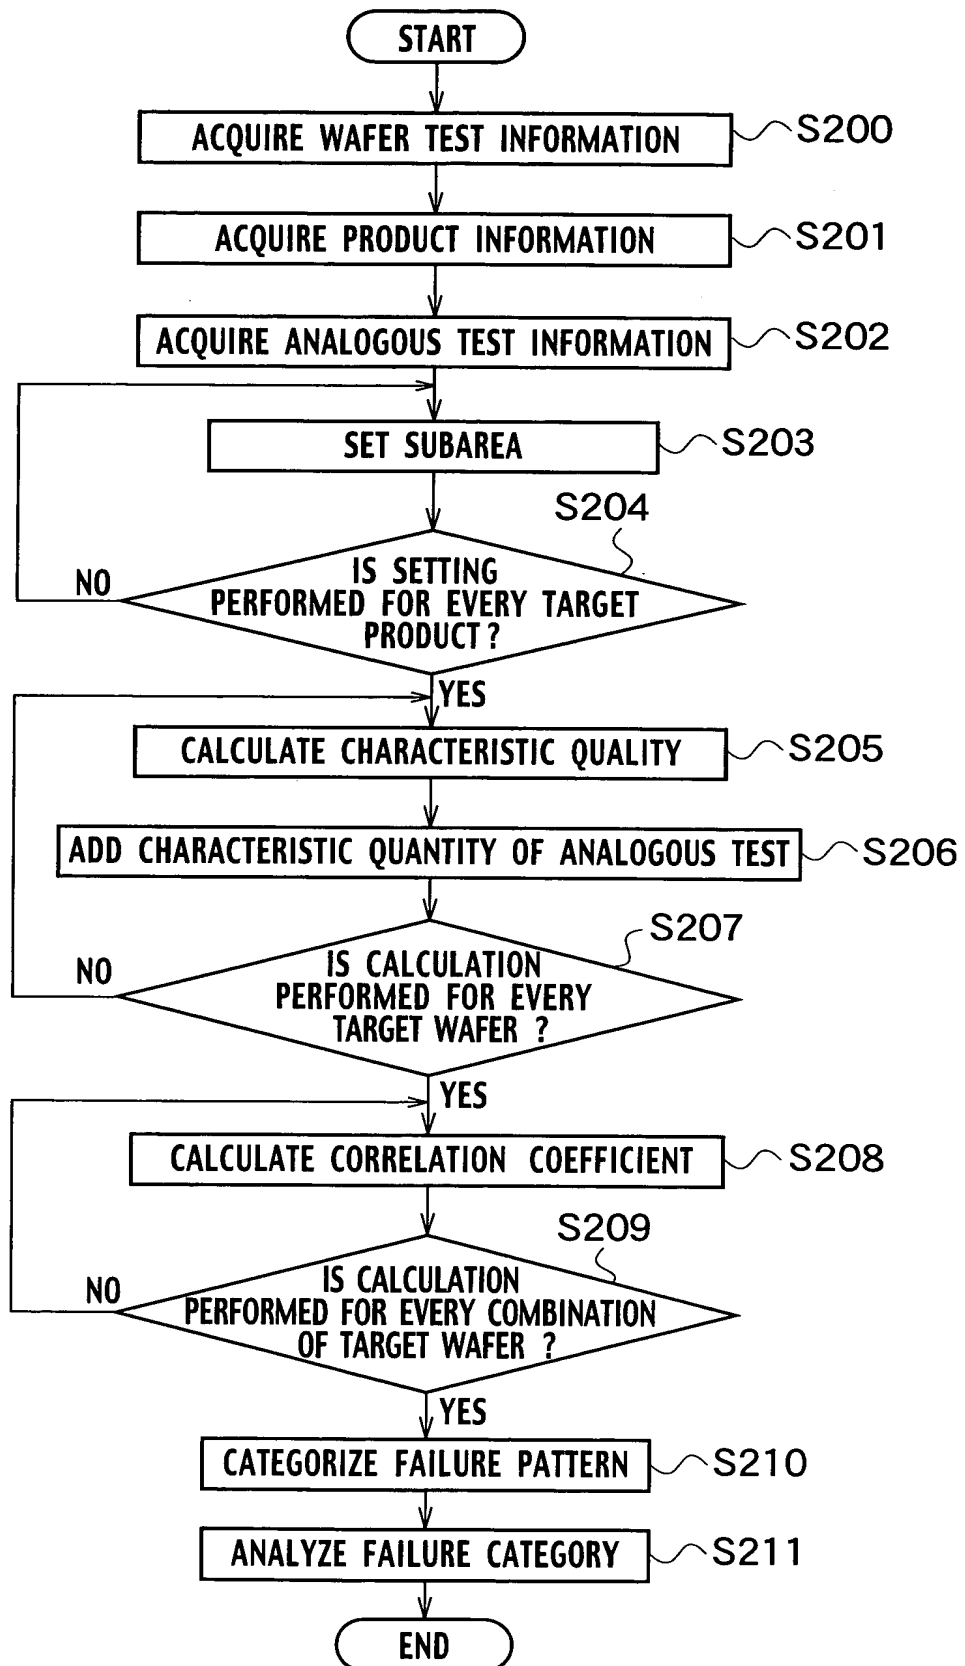 START
ACQUIRE WAFER TEST INFORMATION
S200
ACQUIRE PRODUCT INFORMATION
S201
ACQUIRE ANALOGOUS TEST INFORMATION
S202
SET SUBAREA
S203
S204
IS SETTING
PERFORMED FOR EVERY TARGET
PRODUCT ?
NO
YES
CALCULATE CHARACTERISTIC QUALITY
S205
ADD CHARACTERISTIC QUANTITY OF ANALOGOUS TEST
S206
S207
IS CALCULATION
PERFORMED FOR EVERY
TARGET WAFER ?
NO
YES
CALCULATE CORRELATION COEFFICIENT
S208
S209
IS CALCULATION
PERFORMED FOR EVERY COMBINATION
OF TARGET WAFER ?
NO
YES
CATEGORIZE FAILURE PATTERN
S210
ANALYZE FAILURE CATEGORY
S211
END